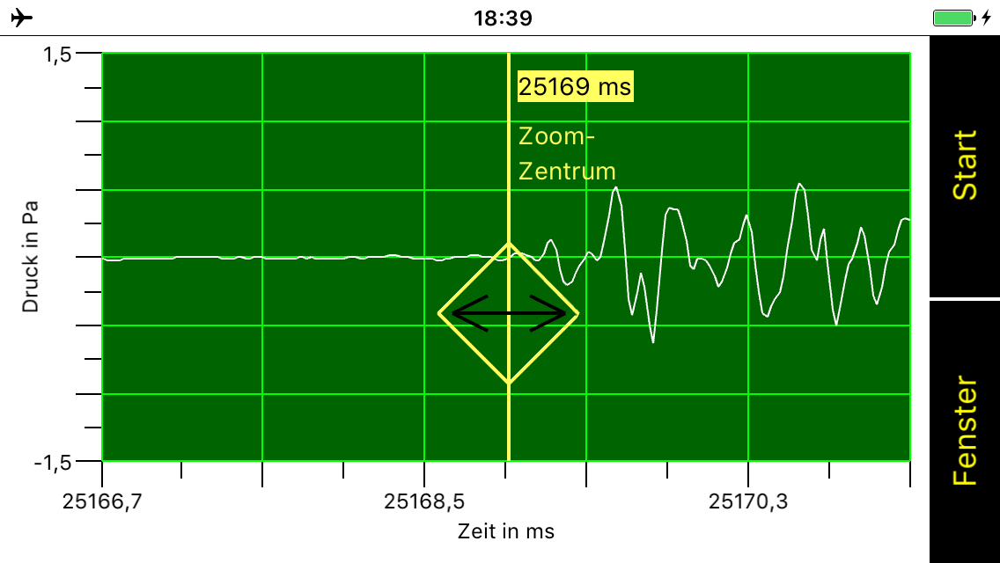 18:39
1,5
25169 ms
Zoom-
Zentrum
Druck in Pa
-1,5
25166,7
25168,5
25170,3
Zeit in ms
Start
Fenster